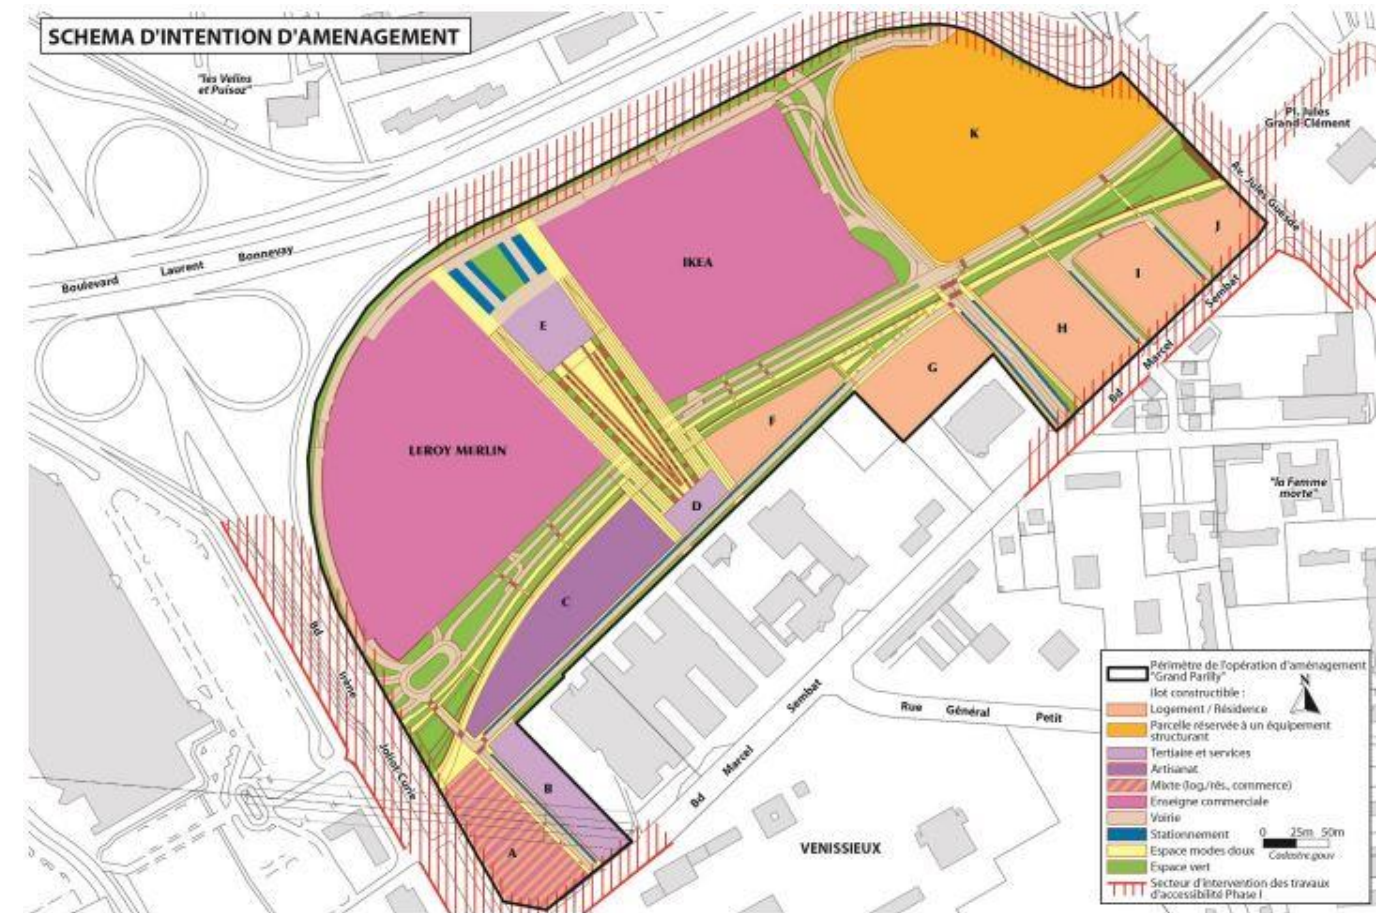 SCHEMA D'INTENTION D'AMENAGEMENT
"les Velins
et Puisoz"
Pl. Jules
Grand-Clément
K
Av. Jules Guesde
J
Boulevard Laurent Bonnevay
IKEA
I
Sembat
E
H
Marcel
Bd
G
F
LEROY MERLIN
"la Femme
morte"
D
C
Bd
Irène
Joliot-Curie
Sembat
Rue Général Petit
Marcel
Bd
B
A
VENISSIEUX
Périmètre de l'opération d'aménagement
"Grand Parilly"
N
Ilot constructible :
Logement / Résidence
Parcelle réservée à un équipement
structurant
Tertiaire et services
Artisanat
Mixte (log./rés., commerce)
Enseigne commerciale
Voirie
Stationnement
0 25m 50m
Espace modes doux
Cadastre.gouv
Espace vert
Secteur d'intervention des travaux
d'accessibilité Phase I